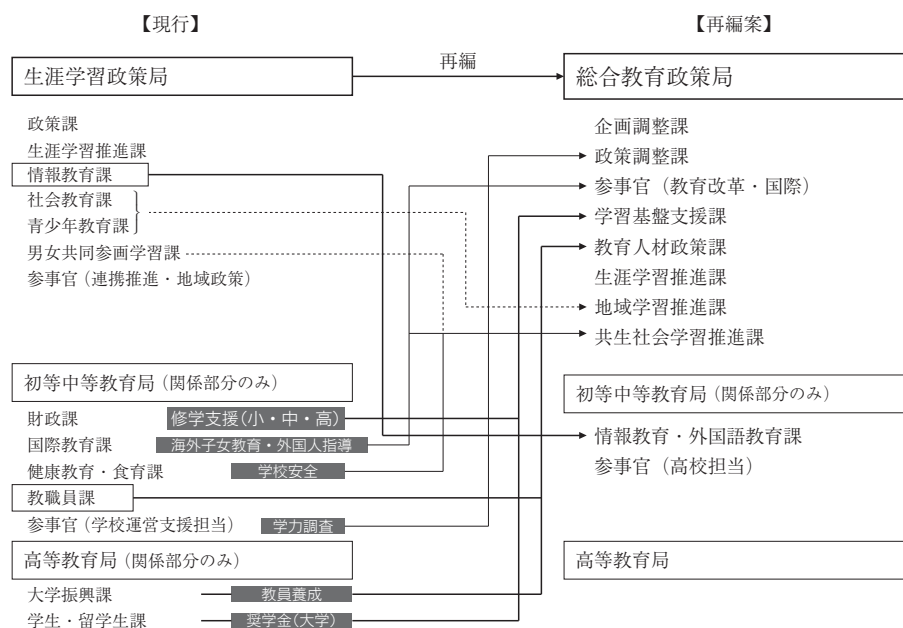 【現行】
【再編案】
生涯学習政策局
再編
総合教育政策局
政策課
生涯学習推進課
情報教育課
社会教育課
青少年教育課
男女共同参画学習課
参事官（連携推進・地域政策）
企画調整課
政策調整課
参事官（教育改革・国際）
学習基盤支援課
教育人材政策課
生涯学習推進課
地域学習推進課
共生社会学習推進課
初等中等教育局（関係部分のみ）
財政課 修学支援（小・中・高）
国際教育課 海外子女教育・外国人指導
健康教育・食育課 学校安全
教職員課
参事官（学校運営支援担当） 学力調査
初等中等教育局（関係部分のみ）
情報教育・外国語教育課
参事官（高校担当）
高等教育局（関係部分のみ）
大学振興課 教員養成
学生・留学生課 奨学金（大学）
高等教育局